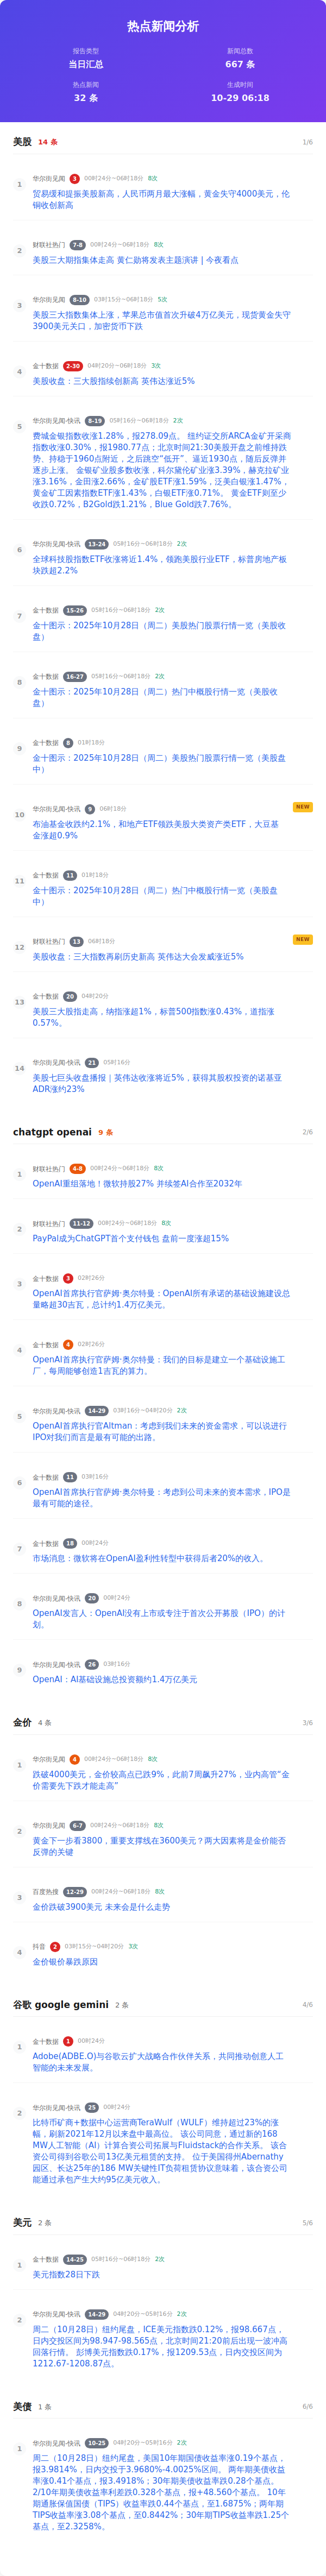 热点新闻分析
报告类型
当日汇总
新闻总数
667 条
热点新闻
32 条
生成时间
10-29 06:18
美股 14 条 1/6
1 华尔街见闻 3 00时24分~06时18分 8次
贸易缓和提振美股新高，人民币两月最大涨幅，黄金失守4000美元，伦
铜收创新高
2 财联社热门 7-8 00时24分~06时18分 8次
美股三大期指集体走高 黄仁勋将发表主题演讲 | 今夜看点
3 华尔街见闻 8-10 03时15分~06时18分 5次
美股三大指数集体上涨，苹果总市值首次升破4万亿美元，现货黄金失守
3900美元关口，加密货币下跌
4 金十数据 2-30 04时20分~06时18分 3次
美股收盘：三大股指续创新高 英伟达涨近5%
5 华尔街见闻-快讯 8-19 05时16分~06时18分 2次
费城金银指数收涨1.28%，报278.09点。 纽约证交所ARCA金矿开采商
指数收涨0.30%，报1980.77点；北京时间21:30美股开盘之前维持跌
势、持稳于1960点附近，之后跳空“低开”、逼近1930点，随后反弹并
逐步上涨。 金银矿业股多数收涨，科尔黛伦矿业涨3.39%，赫克拉矿业
涨3.16%，金田涨2.66%，金矿股ETF涨1.59%，泛美白银涨1.47%，
黄金矿工因素指数ETF涨1.43%，白银ETF涨0.71%。 黄金ETF则至少
收跌0.72%，B2Gold跌1.21%，Blue Gold跌7.76%。
6 华尔街见闻-快讯 13-24 05时16分~06时18分 2次
全球科技股指数ETF收涨将近1.4%，领跑美股行业ETF，标普房地产板
块跌超2.2%
7 金十数据 15-26 05时16分~06时18分 2次
金十图示：2025年10月28日（周二）美股热门股票行情一览（美股收
盘）
8 金十数据 16-27 05时16分~06时18分 2次
金十图示：2025年10月28日（周二）热门中概股行情一览（美股收
盘）
9 金十数据 8 01时18分
金十图示：2025年10月28日（周二）美股热门股票行情一览（美股盘
中）
10 华尔街见闻-快讯 9 06时18分 NEW
布油基金收跌约2.1%，和地产ETF领跌美股大类资产类ETF，大豆基
金涨超0.9%
11 金十数据 11 01时18分
金十图示：2025年10月28日（周二）热门中概股行情一览（美股盘
中）
12 财联社热门 13 06时18分 NEW
美股收盘：三大指数再刷历史新高 英伟达大会发威涨近5%
13 金十数据 20 04时20分
美股三大股指走高，纳指涨超1%，标普500指数涨0.43%，道指涨
0.57%。
14 华尔街见闻-快讯 21 05时16分
美股七巨头收盘播报｜英伟达收涨将近5%，获得其股权投资的诺基亚
ADR涨约23%
chatgpt openai 9 条 2/6
1 财联社热门 4-8 00时24分~06时18分 8次
OpenAI重组落地！微软持股27% 并续签AI合作至2032年
2 财联社热门 11-12 00时24分~06时18分 8次
PayPal成为ChatGPT首个支付钱包 盘前一度涨超15%
3 金十数据 3 02时26分
OpenAI首席执行官萨姆·奥尔特曼：OpenAI所有承诺的基础设施建设总
量略超30吉瓦，总计约1.4万亿美元。
4 金十数据 4 02时26分
OpenAI首席执行官萨姆·奥尔特曼：我们的目标是建立一个基础设施工
厂，每周能够创造1吉瓦的算力。
5 华尔街见闻-快讯 14-29 03时16分~04时20分 2次
OpenAI首席执行官Altman：考虑到我们未来的资金需求，可以说进行
IPO对我们而言是最有可能的出路。
6 金十数据 11 03时16分
OpenAI首席执行官萨姆·奥尔特曼：考虑到公司未来的资本需求，IPO是
最有可能的途径。
7 金十数据 18 00时24分
市场消息：微软将在OpenAI盈利性转型中获得后者20%的收入。
8 华尔街见闻-快讯 20 00时24分
OpenAI发言人：OpenAI没有上市或专注于首次公开募股（IPO）的计
划。
9 华尔街见闻-快讯 26 03时16分
OpenAI：AI基础设施总投资额约1.4万亿美元
金价 4 条 3/6
1 华尔街见闻 4 00时24分~06时18分 8次
跌破4000美元，金价较高点已跌9%，此前7周飙升27%，业内高管“金
价需要先下跌才能走高”
2 华尔街见闻 6-7 00时24分~06时18分 8次
黄金下一步看3800，重要支撑线在3600美元？两大因素将是金价能否
反弹的关键
3 百度热搜 12-29 00时24分~06时18分 8次
金价跌破3900美元 未来会是什么走势
4 抖音 2 03时15分~04时20分 3次
金价银价暴跌原因
谷歌 google gemini 2 条 4/6
1 金十数据 1 00时24分
Adobe(ADBE.O)与谷歌云扩大战略合作伙伴关系，共同推动创意人工
智能的未来发展。
2 华尔街见闻-快讯 25 00时24分
比特币矿商+数据中心运营商TeraWulf（WULF）维持超过23%的涨
幅，刷新2021年12月以来盘中最高位。 该公司同意，通过新的168
MW人工智能（AI）计算合资公司拓展与Fluidstack的合作关系。 该合
资公司得到谷歌公司13亿美元租赁的支持。 位于美国得州Abernathy
园区、长达25年的186 MW关键性IT负荷租赁协议意味着，该合资公司
能通过承包产生大约95亿美元收入。
美元 2 条 5/6
1 金十数据 14-25 05时16分~06时18分 2次
美元指数28日下跌
2 华尔街见闻-快讯 14-29 04时20分~05时16分 2次
周二（10月28日）纽约尾盘，ICE美元指数跌0.12%，报98.667点，
日内交投区间为98.947-98.565点，北京时间21:20前后出现一波冲高
回落行情。 彭博美元指数跌0.17%，报1209.53点，日内交投区间为
1212.67-1208.87点。
美债 1 条 6/6
1 华尔街见闻-快讯 10-25 04时20分~05时16分 2次
周二（10月28日）纽约尾盘，美国10年期国债收益率涨0.19个基点，
报3.9814%，日内交投于3.9680%-4.0025%区间。 两年期美债收益
率涨0.41个基点，报3.4918%；30年期美债收益率跌0.28个基点。
2/10年期美债收益率利差跌0.328个基点，报+48.560个基点。 10年
期通胀保值国债（TIPS）收益率跌0.44个基点，至1.6875%；两年期
TIPS收益率涨3.08个基点，至0.8442%；30年期TIPS收益率跌1.25个
基点，至2.3258%。